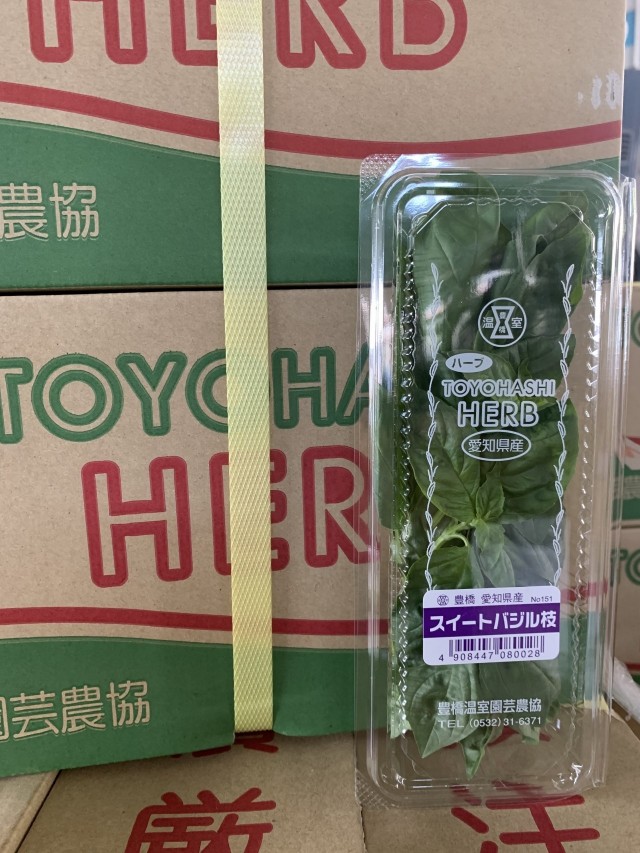 HERB
農協
TOYOHA
HER
園芸農協
厳
注
温室
ハーブ
TOYOHASHI
HERB
愛知県産
豊橋 愛知県産 No151
スイートバジル枝
4 908447 080028
豊橋温室園芸農協
TEL (0532) 31-6371